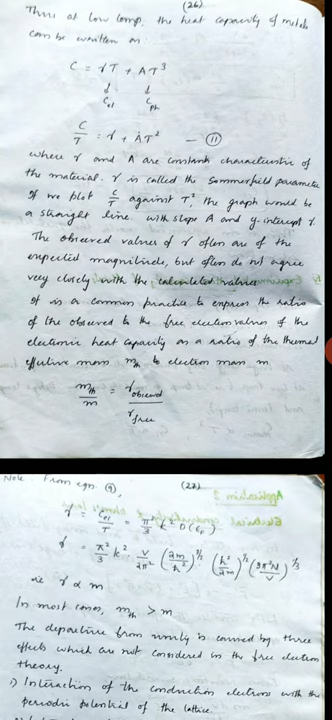 (26)
Thus at low temp. the heat capacity of metals
can be written as
C = γT + AT³
↓ ↓
C_el C_ph
C/T = γ + AT² — (11)
where γ and A are constants characteristic of
the material. γ is called the Sommerfeld parameter
If we plot C/T against T², the graph would be
a straight line. with slope A and y-intercept γ.
The observed values of γ often are of the
expected magnitude, but often do not agree
very closely with the calculated values
It is a common practice to express the ratio
of the observed to the free electron values of the
electronic heat capacity as a ratio of the thermal
effective mass m_th to electron mass m.
m_th/m = γ_observed/γ_free
Note From eqn. (9), (27)
γ = C_el/T = π²/3 k² D(ε_F)
γ = π²/3 k² · V/2π² (2m/ħ²)^3/2 · (ħ²/2m)^1/2 (3π²N/V)^1/3
ie γ ∝ m
In most cases, m_th > m
The departure from unity is caused by three
effects which are not considered in the free electron
theory.
1) Interaction of the conduction electrons with the
periodic potential of the lattice.